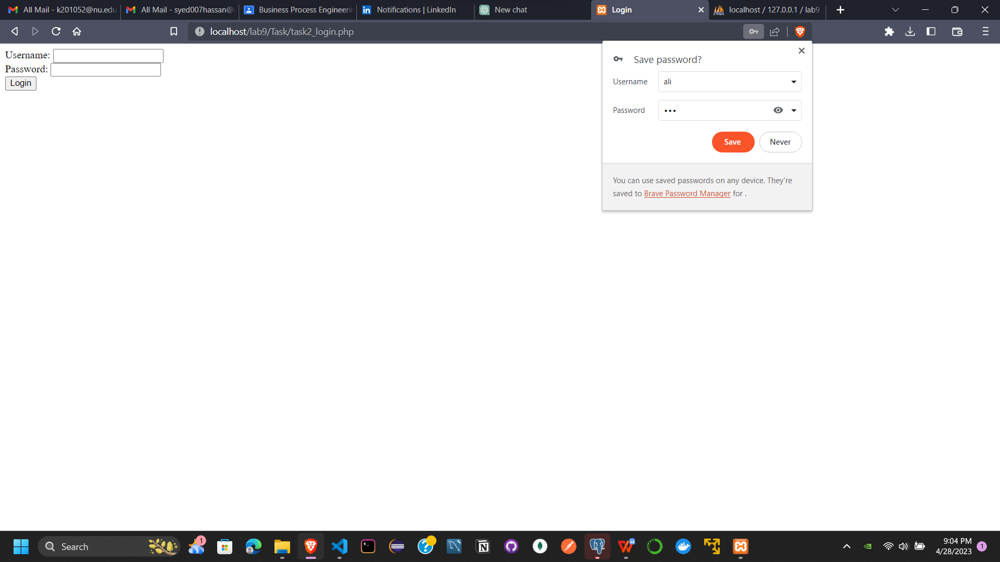 All Mail - k201052@nu.edu
All Mail - syed007hassan@
Business Process Engineerin
Notifications | LinkedIn
New chat
Login
localhost / 127.0.0.1 / lab9
localhost/lab9/Task/task2_login.php
Username:
Password:
Login
Save password?
Username
ali
Password
Save
Never
You can use saved passwords on any device. They're
saved to Brave Password Manager for .
Search
1
9:04 PM
4/28/2023
1